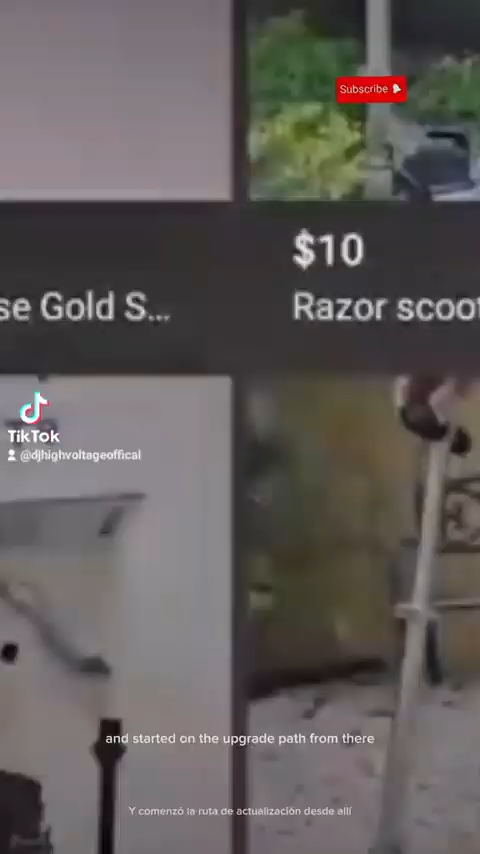 Subscribe
$10
se Gold S...
Razor scoot
TikTok
@djhighvoltageoffical
and started on the upgrade path from there
Y comenzó la ruta de actualización desde allí